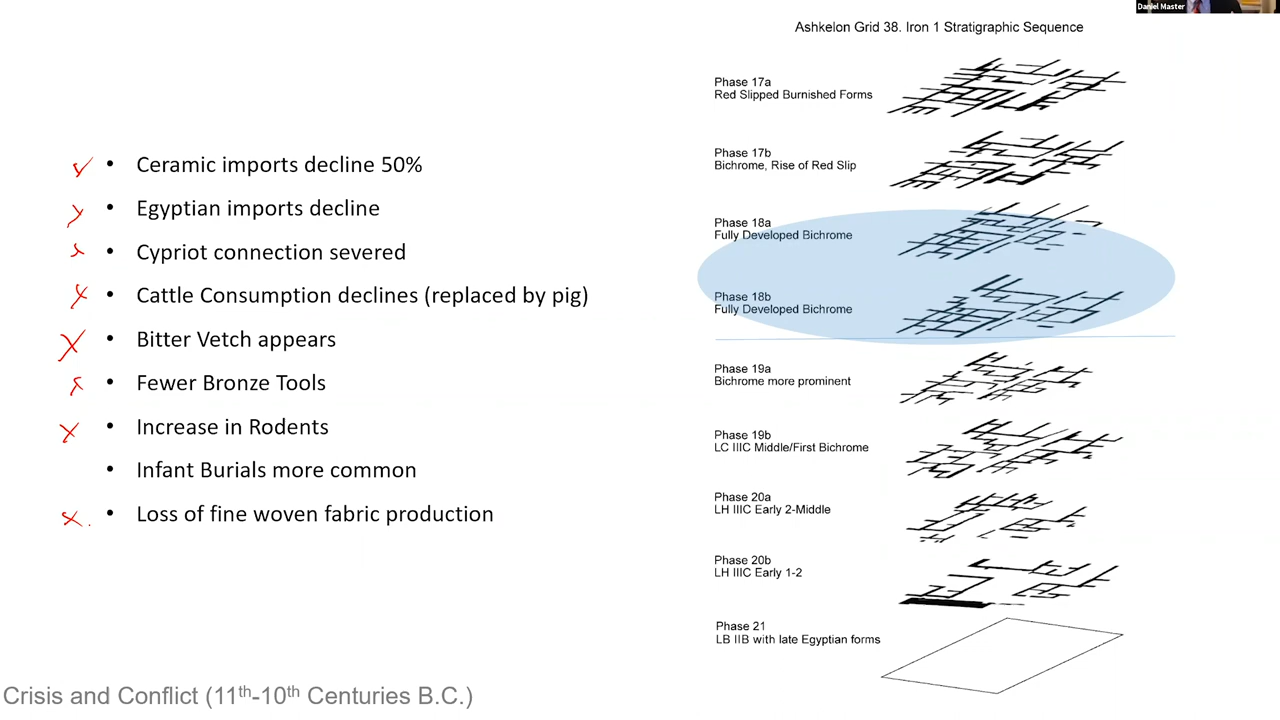 Daniel Master
Ashkelon Grid 38. Iron 1 Stratigraphic Sequence
• Ceramic imports decline 50%
• Egyptian imports decline
• Cypriot connection severed
• Cattle Consumption declines (replaced by pig)
• Bitter Vetch appears
• Fewer Bronze Tools
• Increase in Rodents
• Infant Burials more common
• Loss of fine woven fabric production
Phase 17a
Red Slipped Burnished Forms
Phase 17b
Bichrome, Rise of Red Slip
Phase 18a
Fully Developed Bichrome
Phase 18b
Fully Developed Bichrome
Phase 19a
Bichrome more prominent
Phase 19b
LC IIIC Middle/First Bichrome
Phase 20a
LH IIIC Early 2-Middle
Phase 20b
LH IIIC Early 1-2
Phase 21
LB IIB with late Egyptian forms
Crisis and Conflict (11th-10th Centuries B.C.)